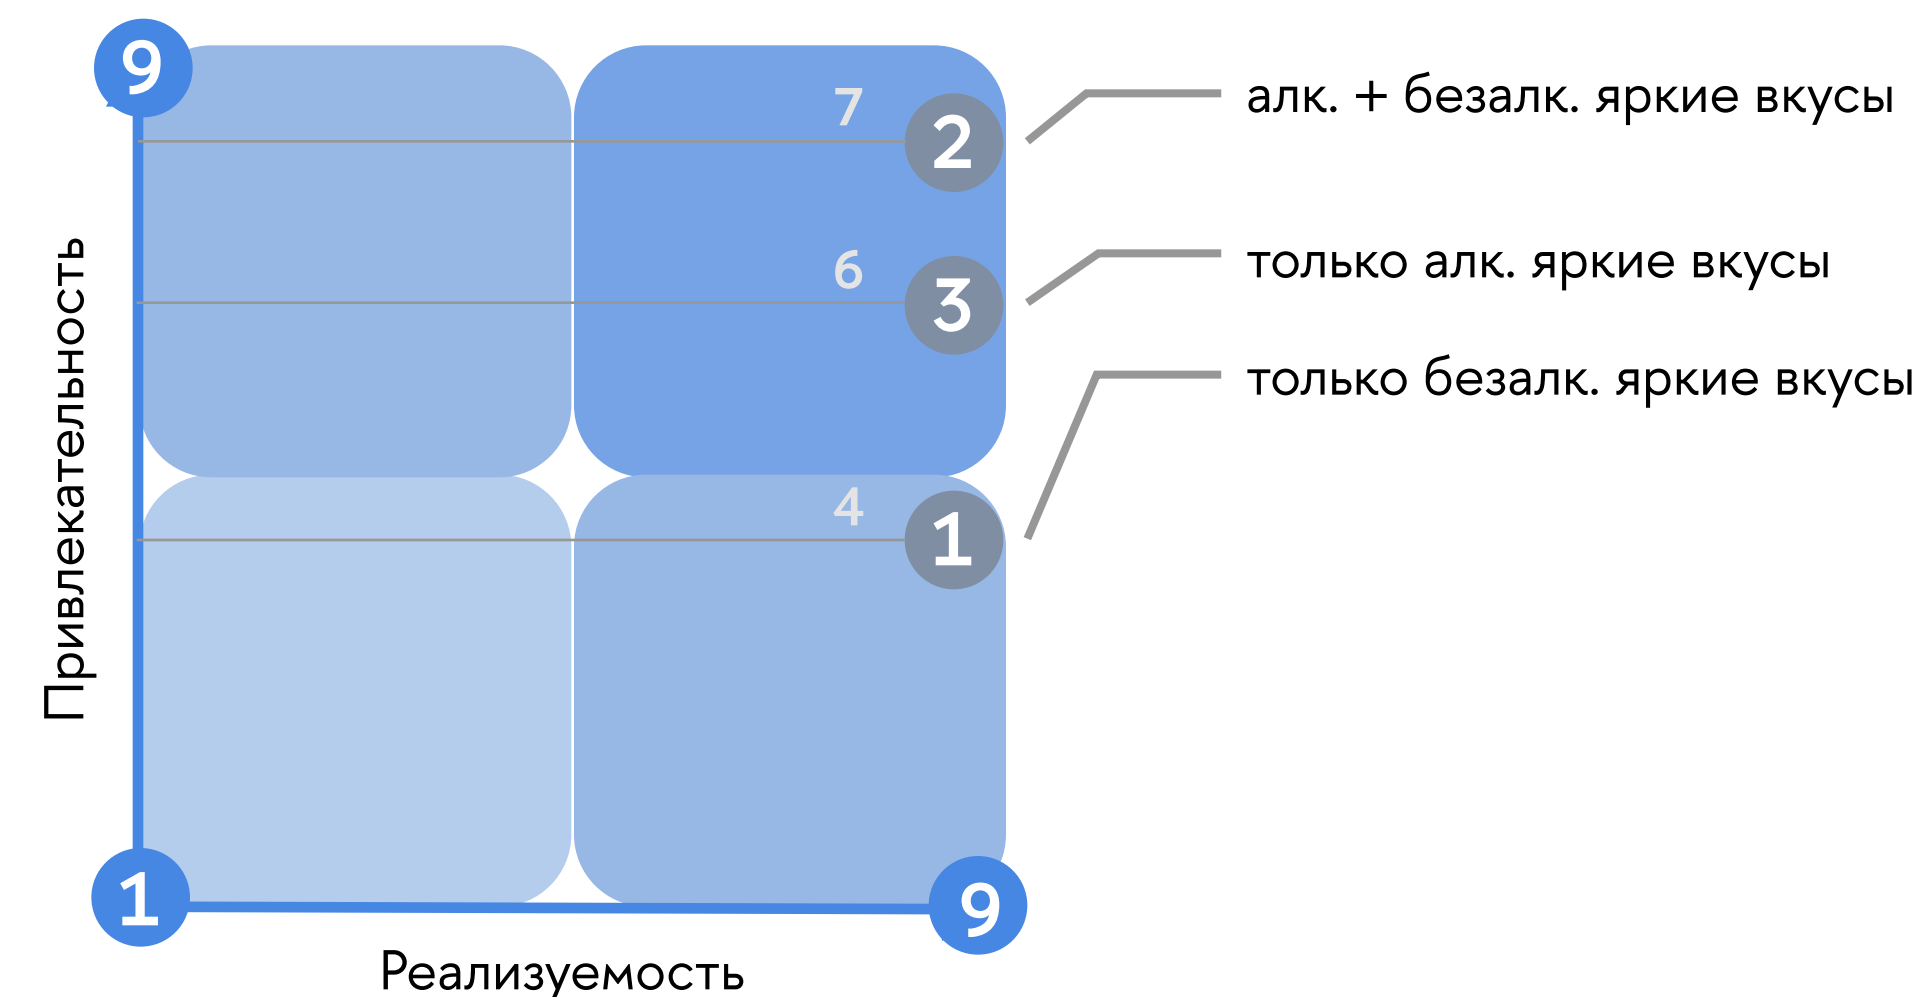 9
7
2
алк. + безалк. яркие вкусы
6
3
только алк. яркие вкусы
только безалк. яркие вкусы
4
1
Привлекательность
1
9
Реализуемость